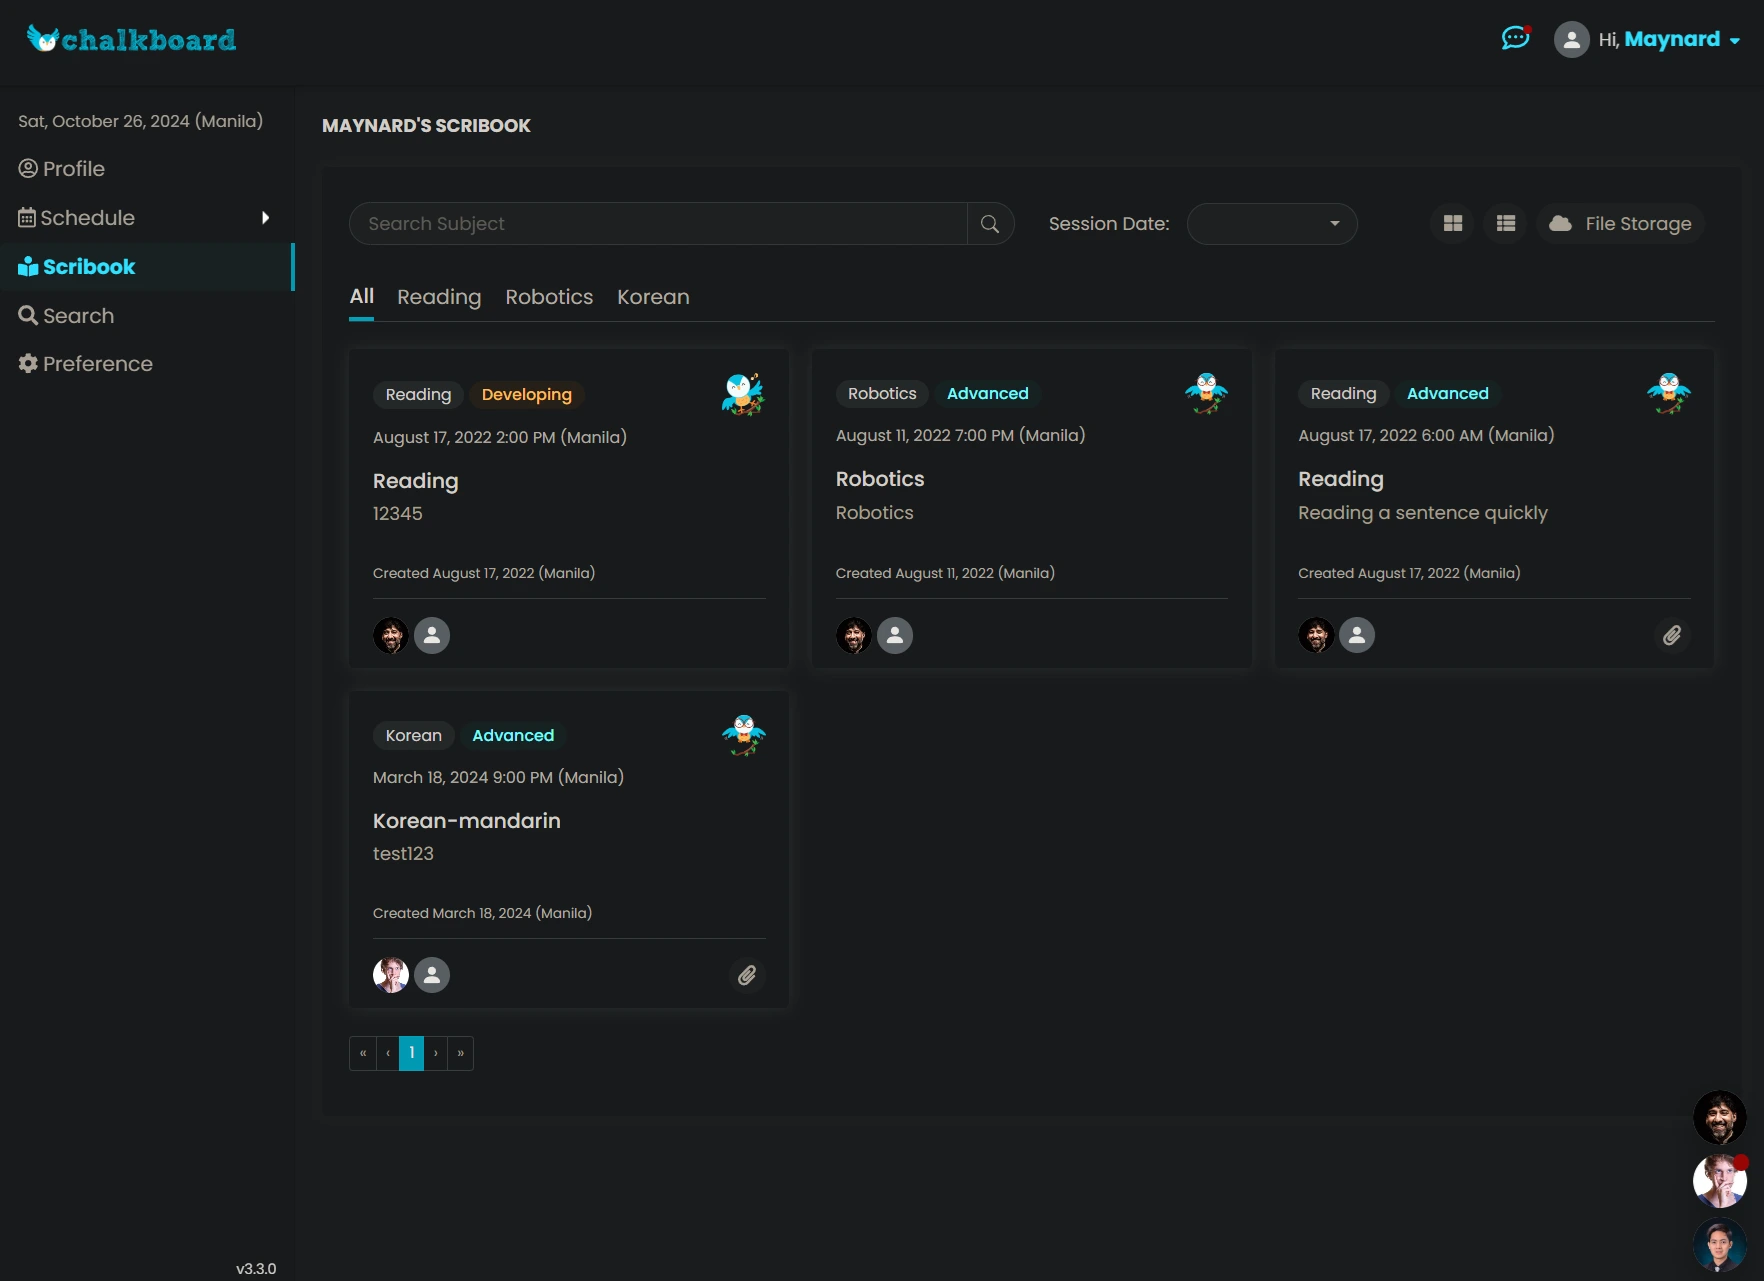 chalkboard
Hi, Maynard
Sat, October 26, 2024 (Manila)
Profile
Schedule
Scribook
Search
Preference
v3.3.0
MAYNARD'S SCRIBOOK
Search Subject
Session Date:
File Storage
All Reading Robotics Korean
Reading Developing
August 17, 2022 2:00 PM (Manila)
Reading
12345
Created August 17, 2022 (Manila)
Robotics Advanced
August 11, 2022 7:00 PM (Manila)
Robotics
Robotics
Created August 11, 2022 (Manila)
Reading Advanced
August 17, 2022 6:00 AM (Manila)
Reading
Reading a sentence quickly
Created August 17, 2022 (Manila)
Korean Advanced
March 18, 2024 9:00 PM (Manila)
Korean-mandarin
test123
Created March 18, 2024 (Manila)
« ‹ 1 › »